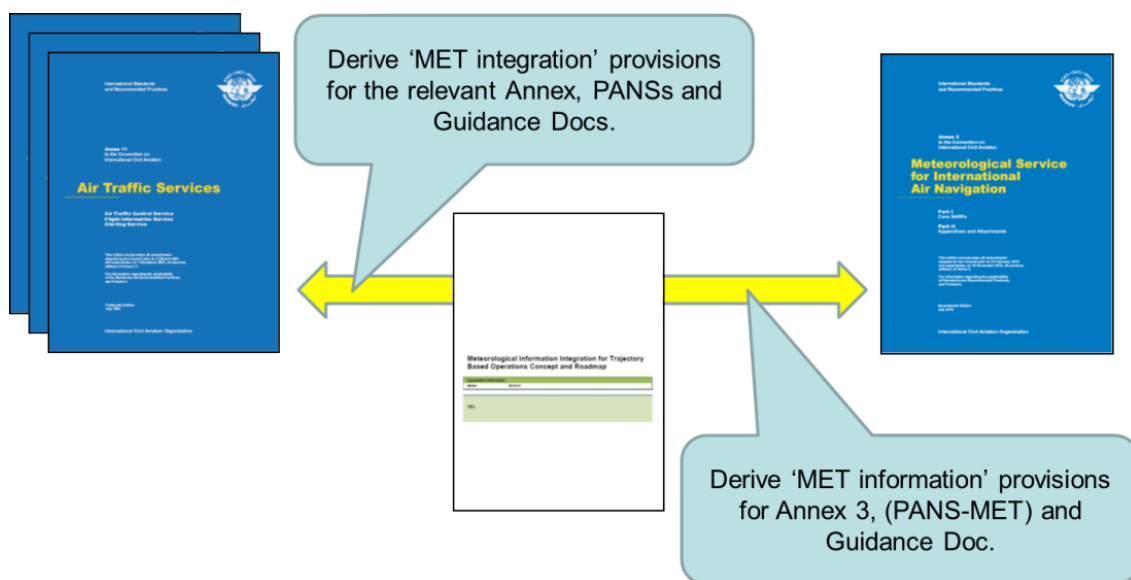 Derive ‘MET integration’ provisions
for the relevant Annex, PANSs and
Guidance Docs.
International Standards
and Recommended Practices
Annex 11
to the Convention on
International Civil Aviation
Air Traffic Services
Air Traffic Control Service
Flight Information Service
Alerting Service
International Civil Aviation Organization
International Standards
and Recommended Practices
Annex 3
to the Convention on
International Civil Aviation
Meteorological Service
for International
Air Navigation
Part I
Core SARPs
Part II
Appendices and Attachments
International Civil Aviation Organization
Meteorological Information Integration for Trajectory
Based Operations Concept and Roadmap
Derive ‘MET information’ provisions
for Annex 3, (PANS-MET) and
Guidance Doc.